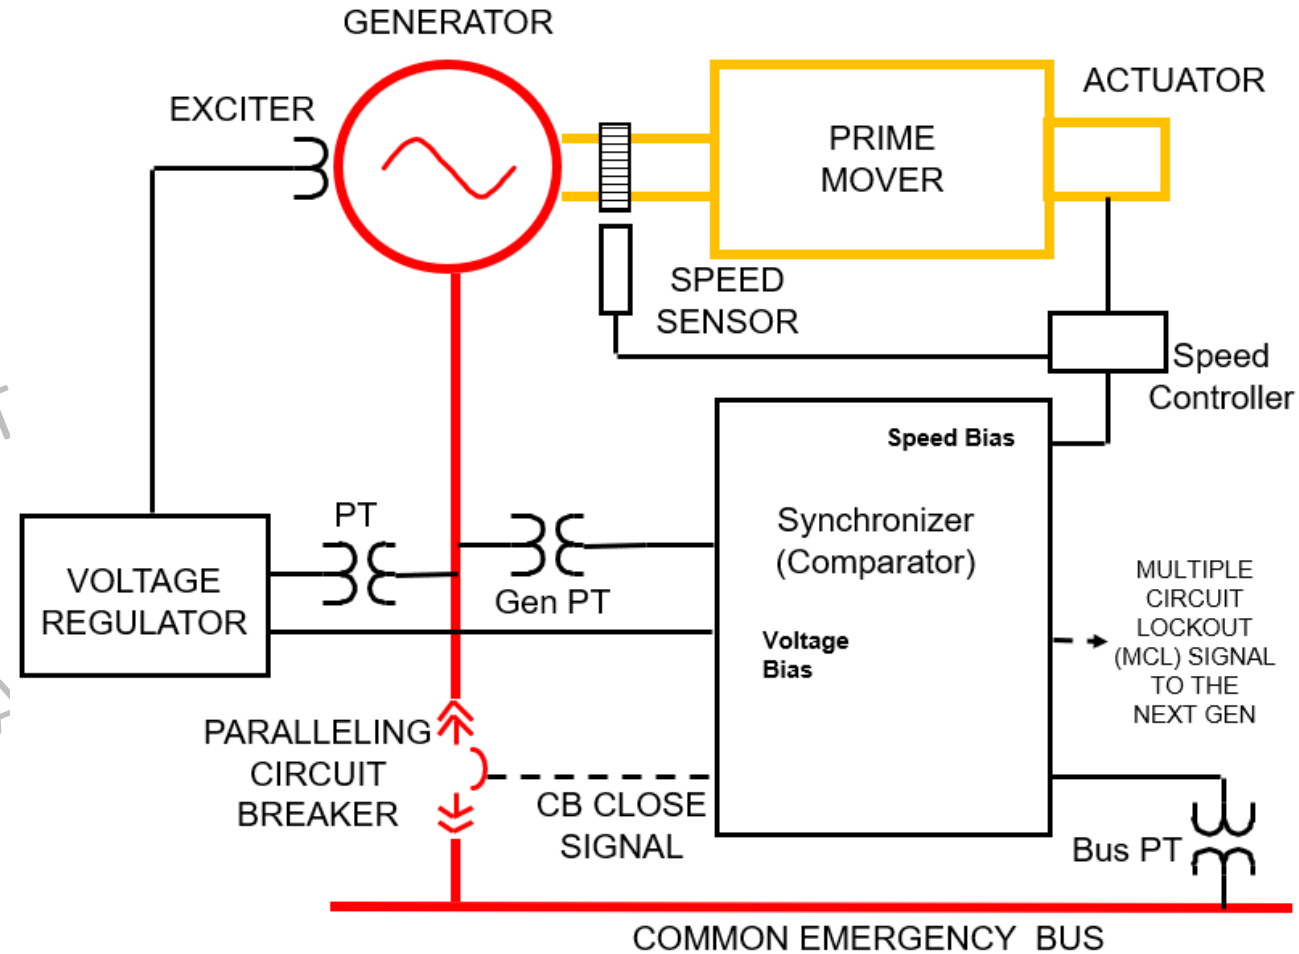 GENERATOR
EXCITER
ACTUATOR
PRIME
MOVER
SPEED
SENSOR
Speed
Controller
Speed Bias
PT
Synchronizer
(Comparator)
VOLTAGE
REGULATOR
Gen PT
Voltage
Bias
MULTIPLE
CIRCUIT
LOCKOUT
(MCL) SIGNAL
TO THE
NEXT GEN
PARALLELING
CIRCUIT
BREAKER
CB CLOSE
SIGNAL
Bus PT
COMMON EMERGENCY BUS